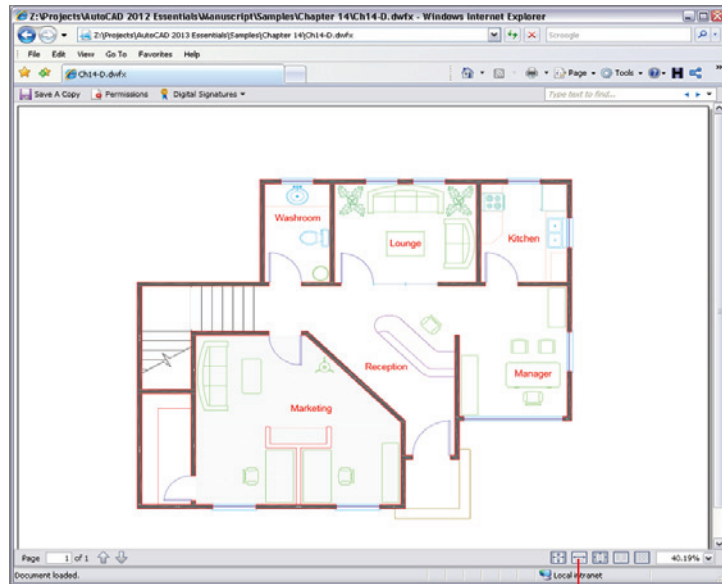 Z:\Projects\AutoCAD 2012 Essentials\Manuscript\Samples\Chapter 14\Ch14-D.dwfx - Windows Internet Explorer
Z:\Projects\AutoCAD 2013 Essentials\Samples\Chapter 14\Ch14-D.dwfx
File Edit View Go To Favorites Help
Ch14-D.dwfx
Page Tools
Save A Copy Permissions Digital Signatures
Type text to find...
Washroom
Lounge
Kitchen
Reception
Manager
Marketing
Page 1 of 1
40.19%
Document loaded.
Local intranet